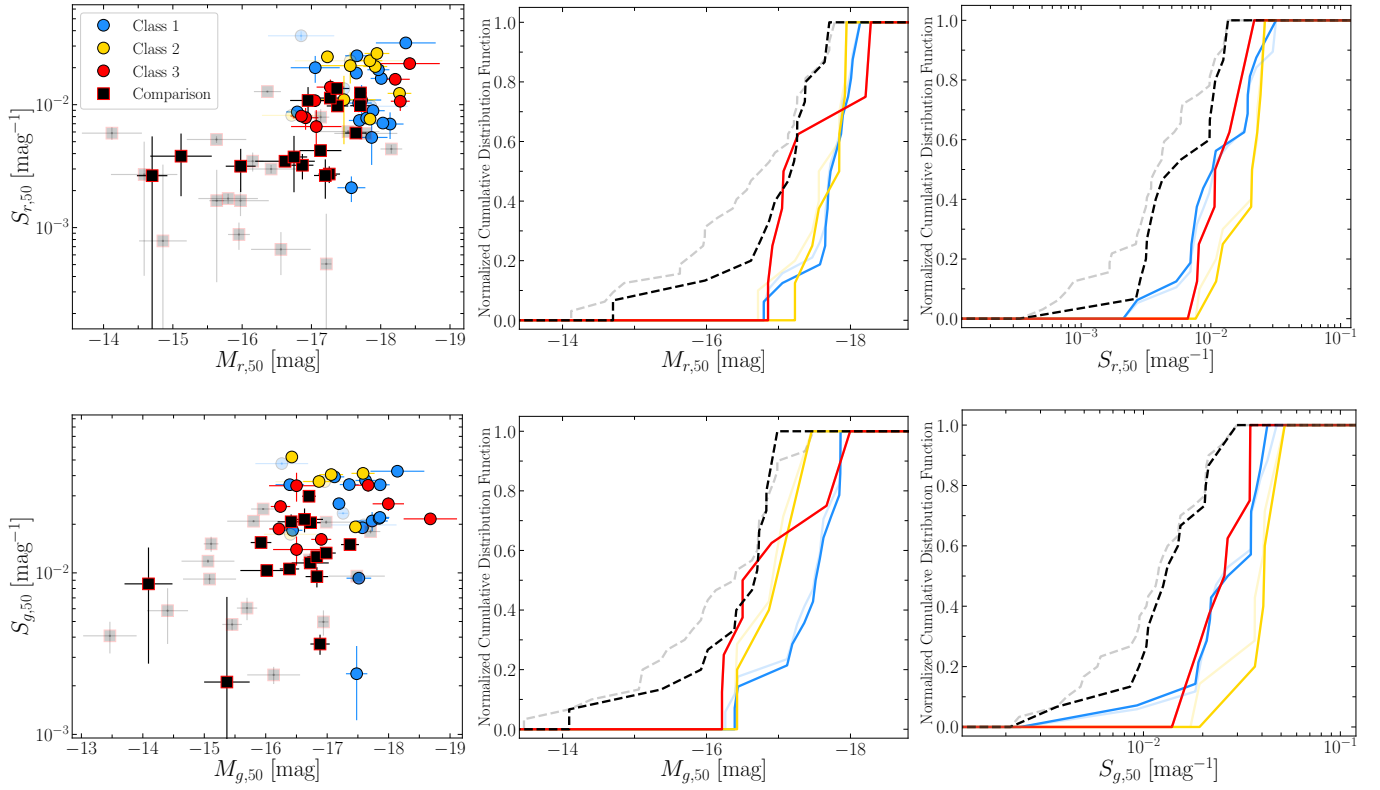 Class 1
Class 2
Class 3
Comparison
10⁻²
10⁻³
S_{r,50} [mag⁻¹]
−14 −15 −16 −17 −18 −19
M_{r,50} [mag]
1.0
0.8
0.6
0.4
0.2
0.0
Normalized Cumulative Distribution Function
−14 −16 −18
M_{r,50} [mag]
1.0
0.8
0.6
0.4
0.2
0.0
Normalized Cumulative Distribution Function
10⁻³ 10⁻² 10⁻¹
S_{r,50} [mag⁻¹]
10⁻²
10⁻³
S_{g,50} [mag⁻¹]
−13 −14 −15 −16 −17 −18 −19
M_{g,50} [mag]
1.0
0.8
0.6
0.4
0.2
0.0
Normalized Cumulative Distribution Function
−14 −16 −18
M_{g,50} [mag]
1.0
0.8
0.6
0.4
0.2
0.0
Normalized Cumulative Distribution Function
10⁻² 10⁻¹
S_{g,50} [mag⁻¹]